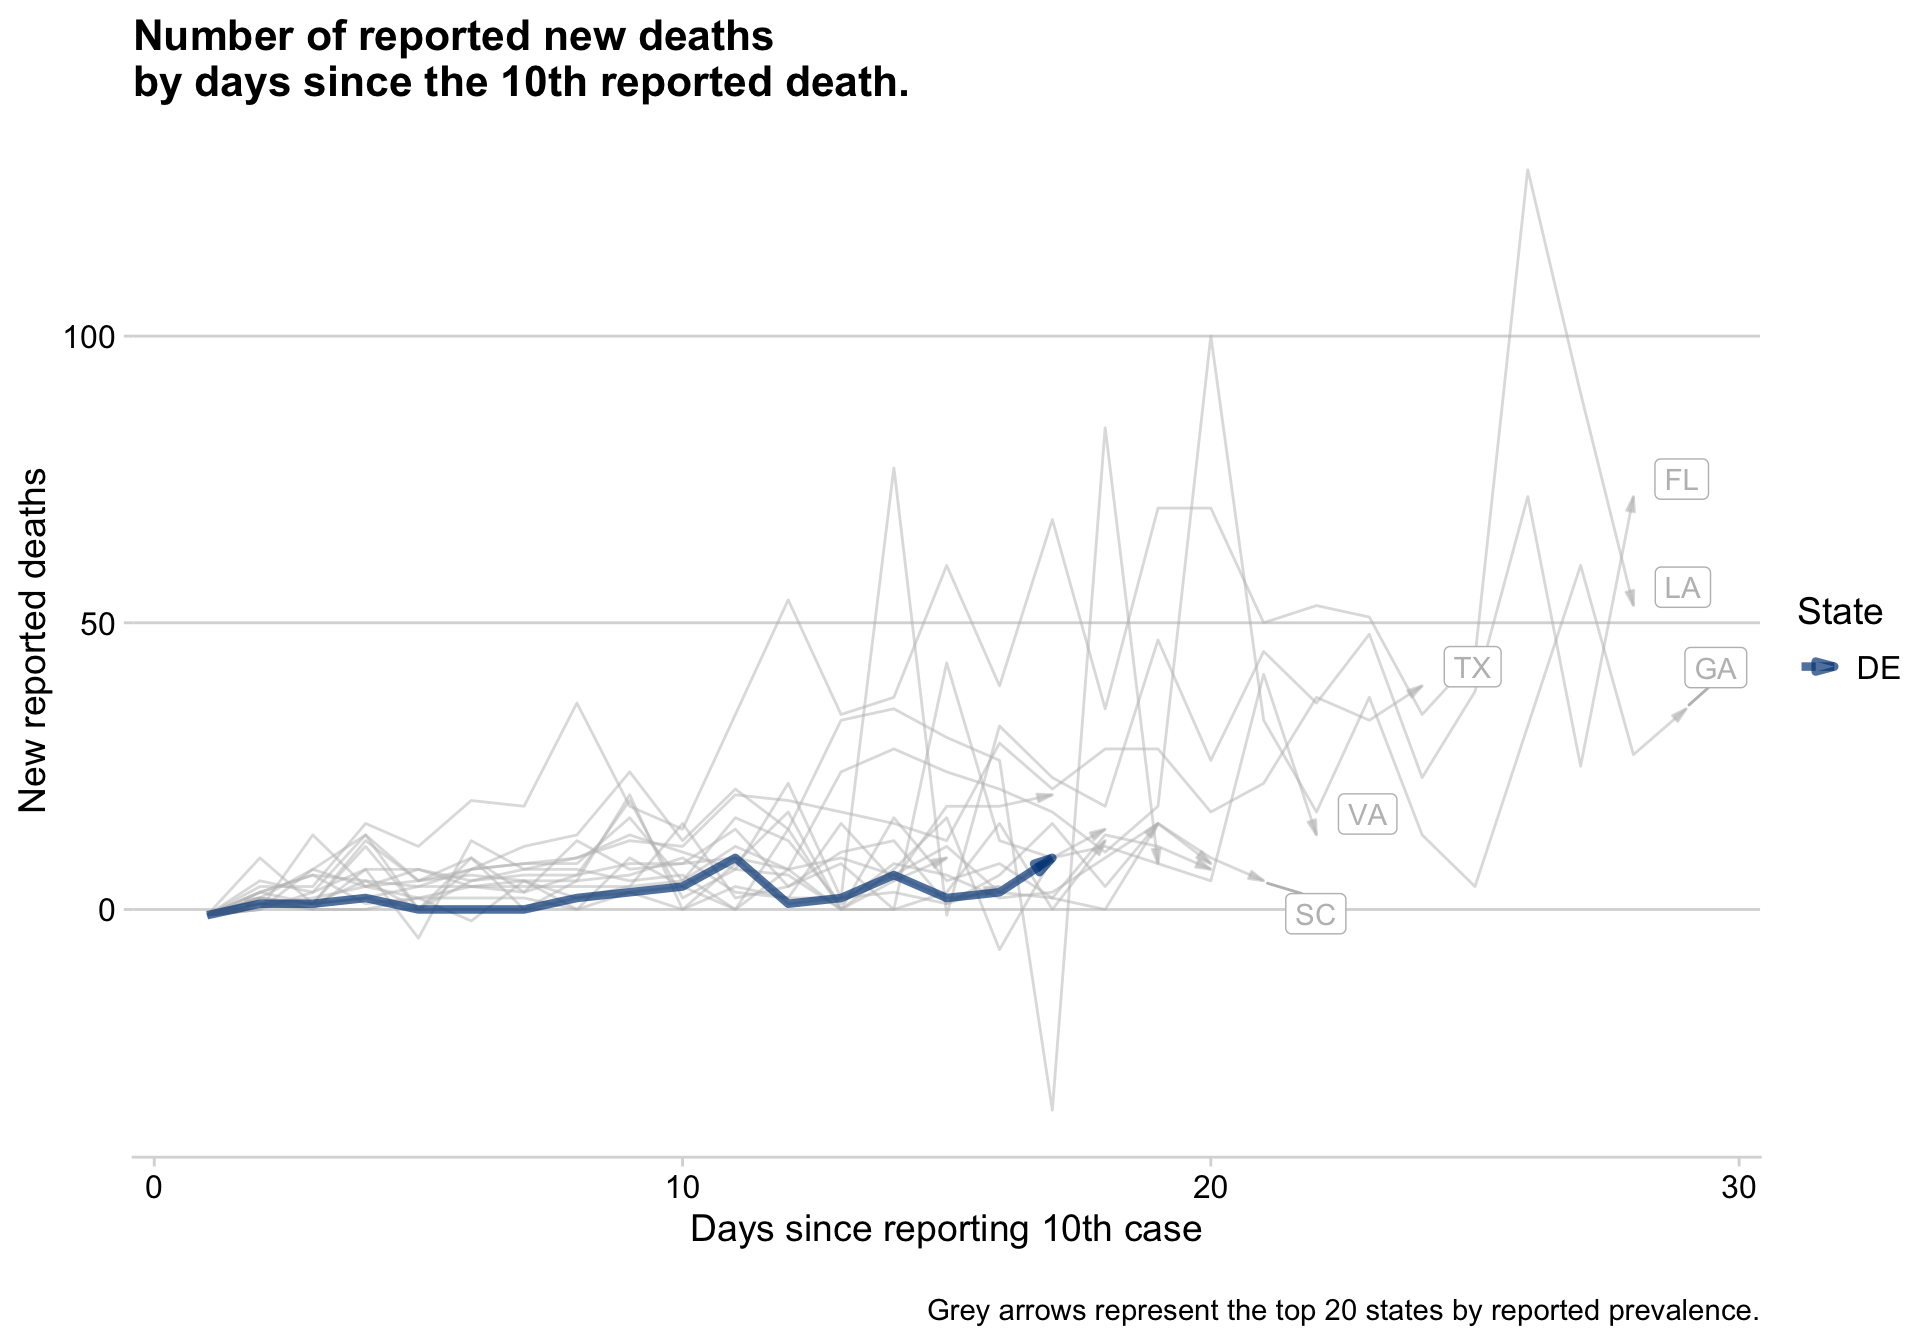 Number of reported new deaths
by days since the 10th reported death.
New reported deaths
100
50
0
FL
LA
TX
GA
VA
SC
State
DE
0 10 20 30
Days since reporting 10th case
Grey arrows represent the top 20 states by reported prevalence.